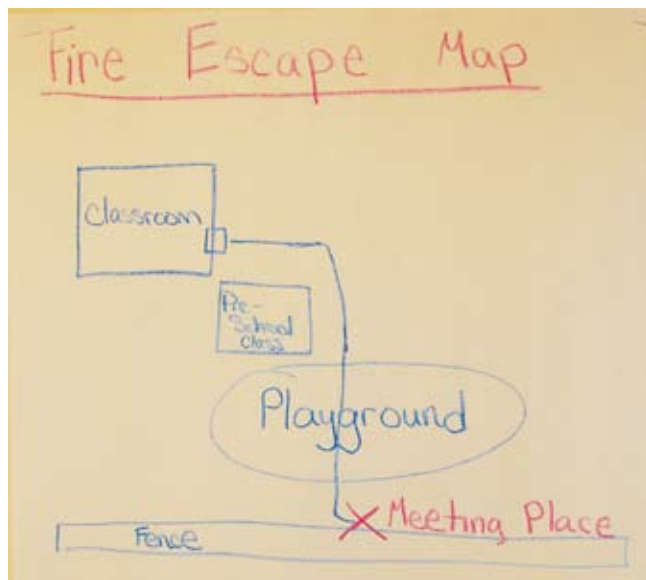 Fire Escape Map
Classroom
Pre-
School
Class
Playground
Meeting Place
Fence